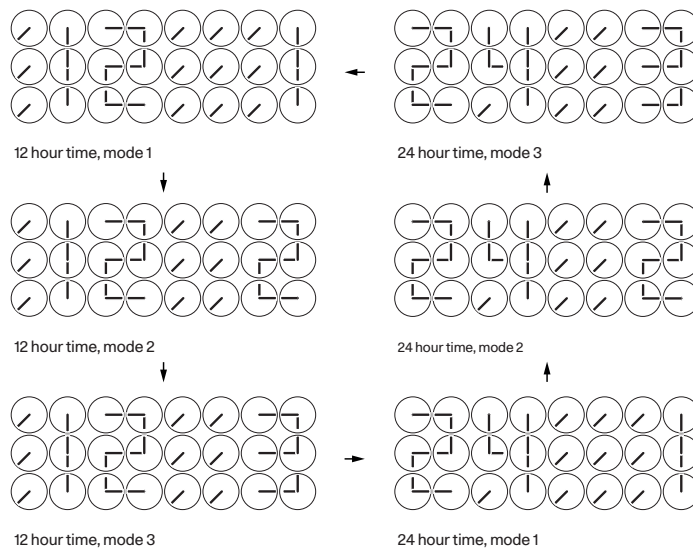 12 hour time, mode 1
24 hour time, mode 3
12 hour time, mode 2
24 hour time, mode 2
12 hour time, mode 3
24 hour time, mode 1